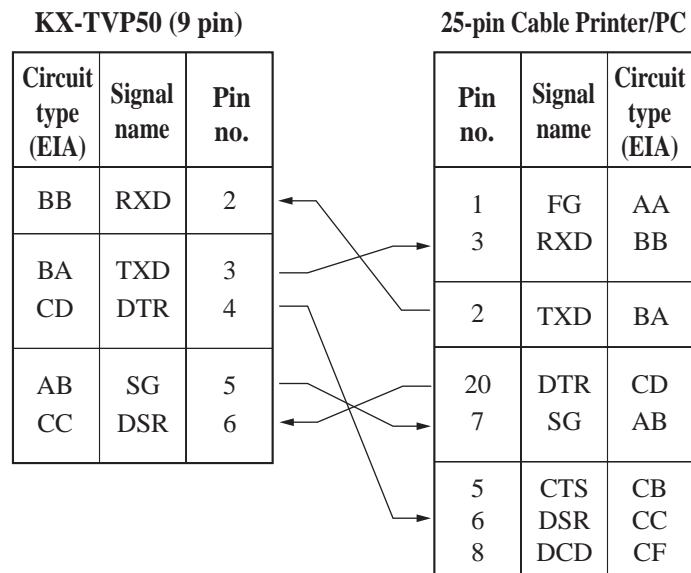 KX-TVP50 (9 pin)
Circuit type (EIA) Signal name Pin no.
BB RXD 2
BA TXD 3
CD DTR 4
AB SG 5
CC DSR 6
25-pin Cable Printer/PC
Pin no. Signal name Circuit type (EIA)
1 FG AA
3 RXD BB
2 TXD BA
20 DTR CD
7 SG AB
5 CTS CB
6 DSR CC
8 DCD CF